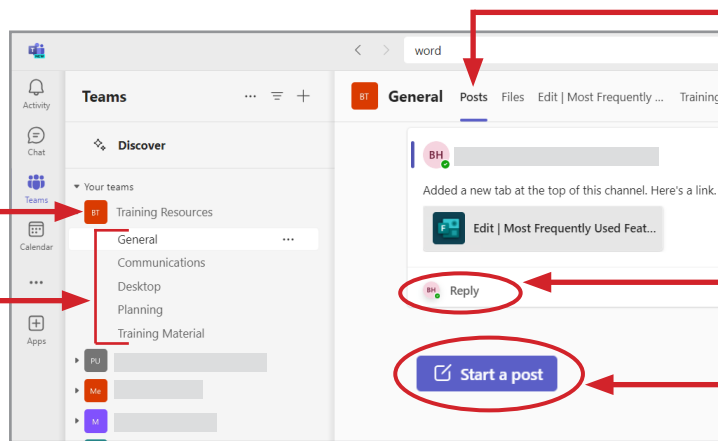 word
Activity
Chat
Teams
Calendar
Apps
Teams
Discover
Your teams
BT Training Resources
General
Communications
Desktop
Planning
Training Material
PU
Me
M
BT General Posts Files Edit | Most Frequently ... Training
BH
Added a new tab at the top of this channel. Here's a link.
Edit | Most Frequently Used Feat...
BH Reply
Start a post